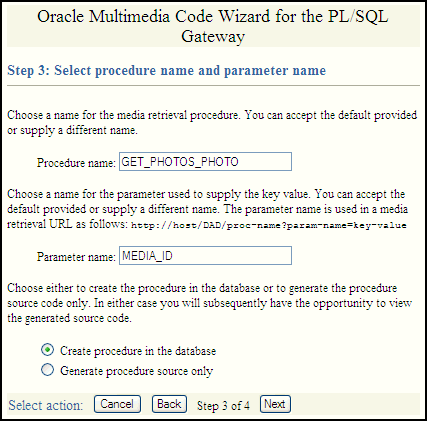 Oracle Multimedia Code Wizard for the PL/SQL
Gateway
Step 3: Select procedure name and parameter name
Choose a name for the media retrieval procedure. You can accept the default provided
or supply a different name.
Procedure name: GET_PHOTOS_PHOTO
Choose a name for the parameter used to supply the key value. You can accept the
default provided or supply a different name. The parameter name is used in a media
retrieval URL as follows: http://host/DAD/proc-name?param-name=key-value
Parameter name: MEDIA_ID
Choose either to create the procedure in the database or to generate the procedure
source code only. In either case you will subsequently have the opportunity to view
the generated source code.
Create procedure in the database
Generate procedure source only
Select action: Cancel Back Step 3 of 4 Next